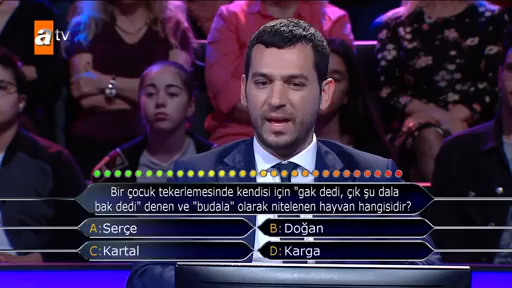 atv
Bir çocuk tekerlemesinde kendisi için "gak dedi, çık şu dala
bak dedi" denen ve "budala" olarak nitelenen hayvan hangisidir?
A: Serçe
B: Doğan
C: Kartal
D: Karga